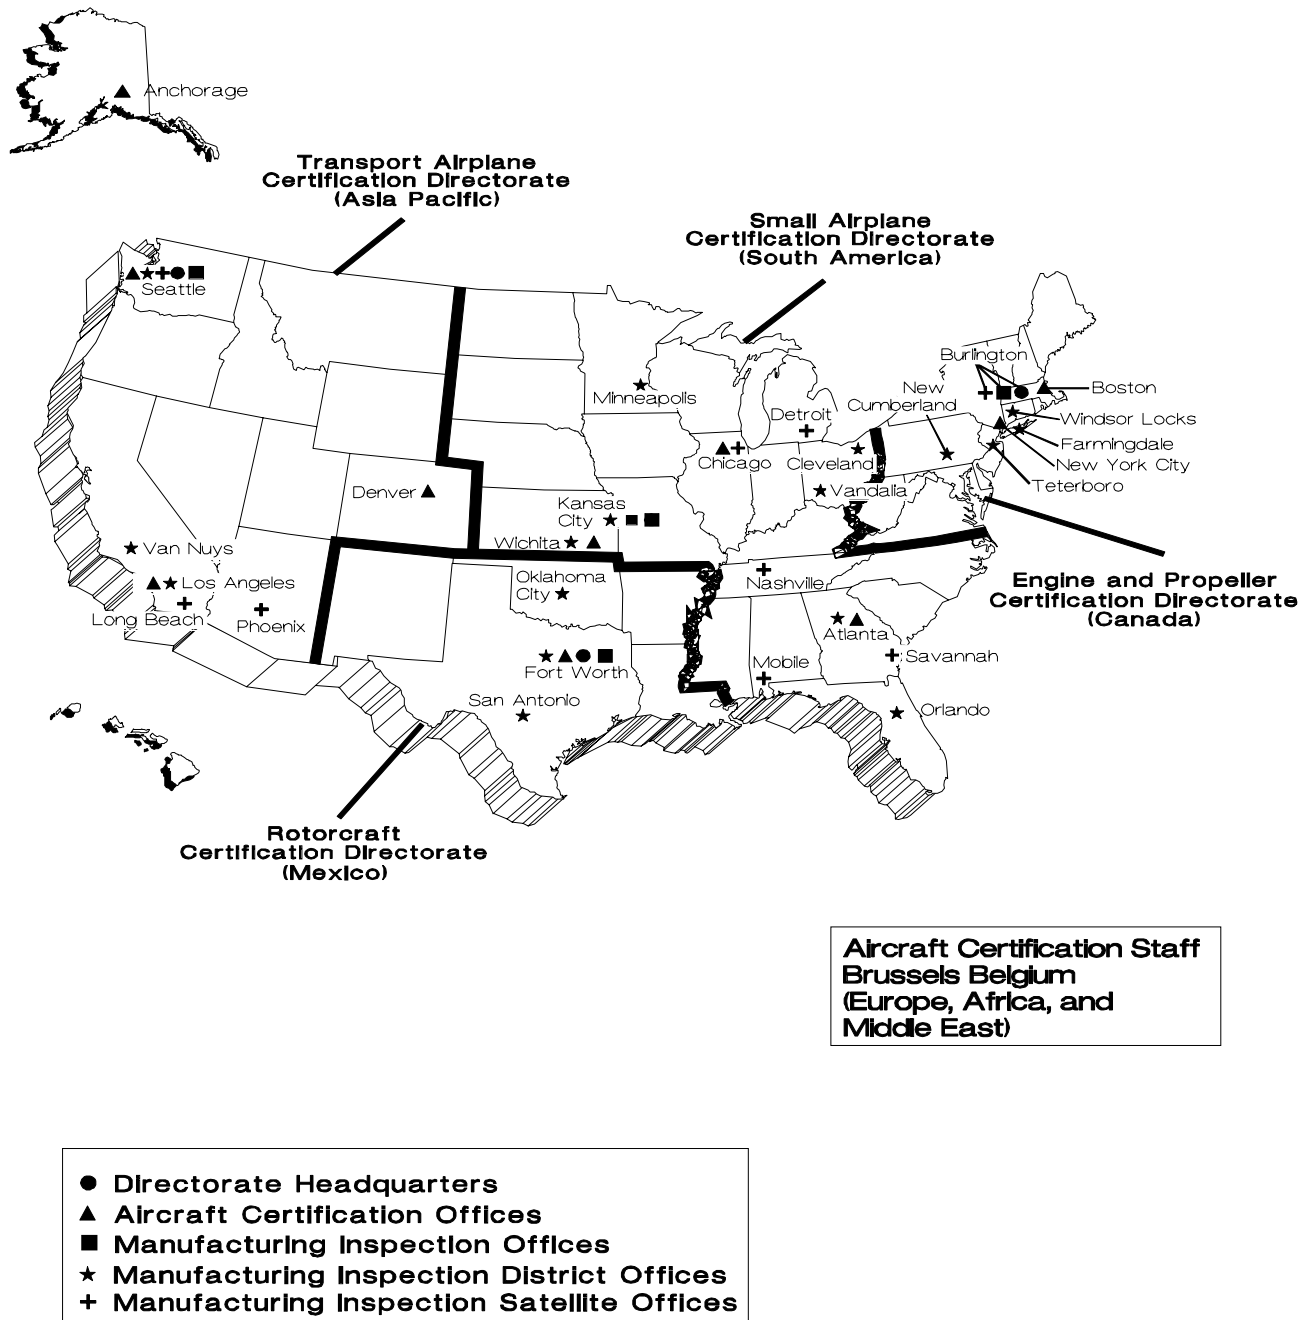 Anchorage
Transport Airplane
Certification Directorate
(Asia Pacific)
Small Airplane
Certification Directorate
(South America)
Seattle
Burlington
Minneapolis
New
Cumberland
Boston
Detroit
Windsor Locks
Farmingdale
Chicago
Cleveland
New York City
Teterboro
Denver
Vandalia
Kansas
City
Wichita
Van Nuys
Los Angeles
Long Beach
Phoenix
Oklahoma
City
Nashville
Engine and Propeller
Certification Directorate
(Canada)
Atlanta
Savannah
Mobile
Fort Worth
San Antonio
Orlando
Rotorcraft
Certification Directorate
(Mexico)
Aircraft Certification Staff
Brussels Belgium
(Europe, Africa, and
Middle East)
Directorate Headquarters
Aircraft Certification Offices
Manufacturing Inspection Offices
Manufacturing Inspection District Offices
Manufacturing Inspection Satellite Offices